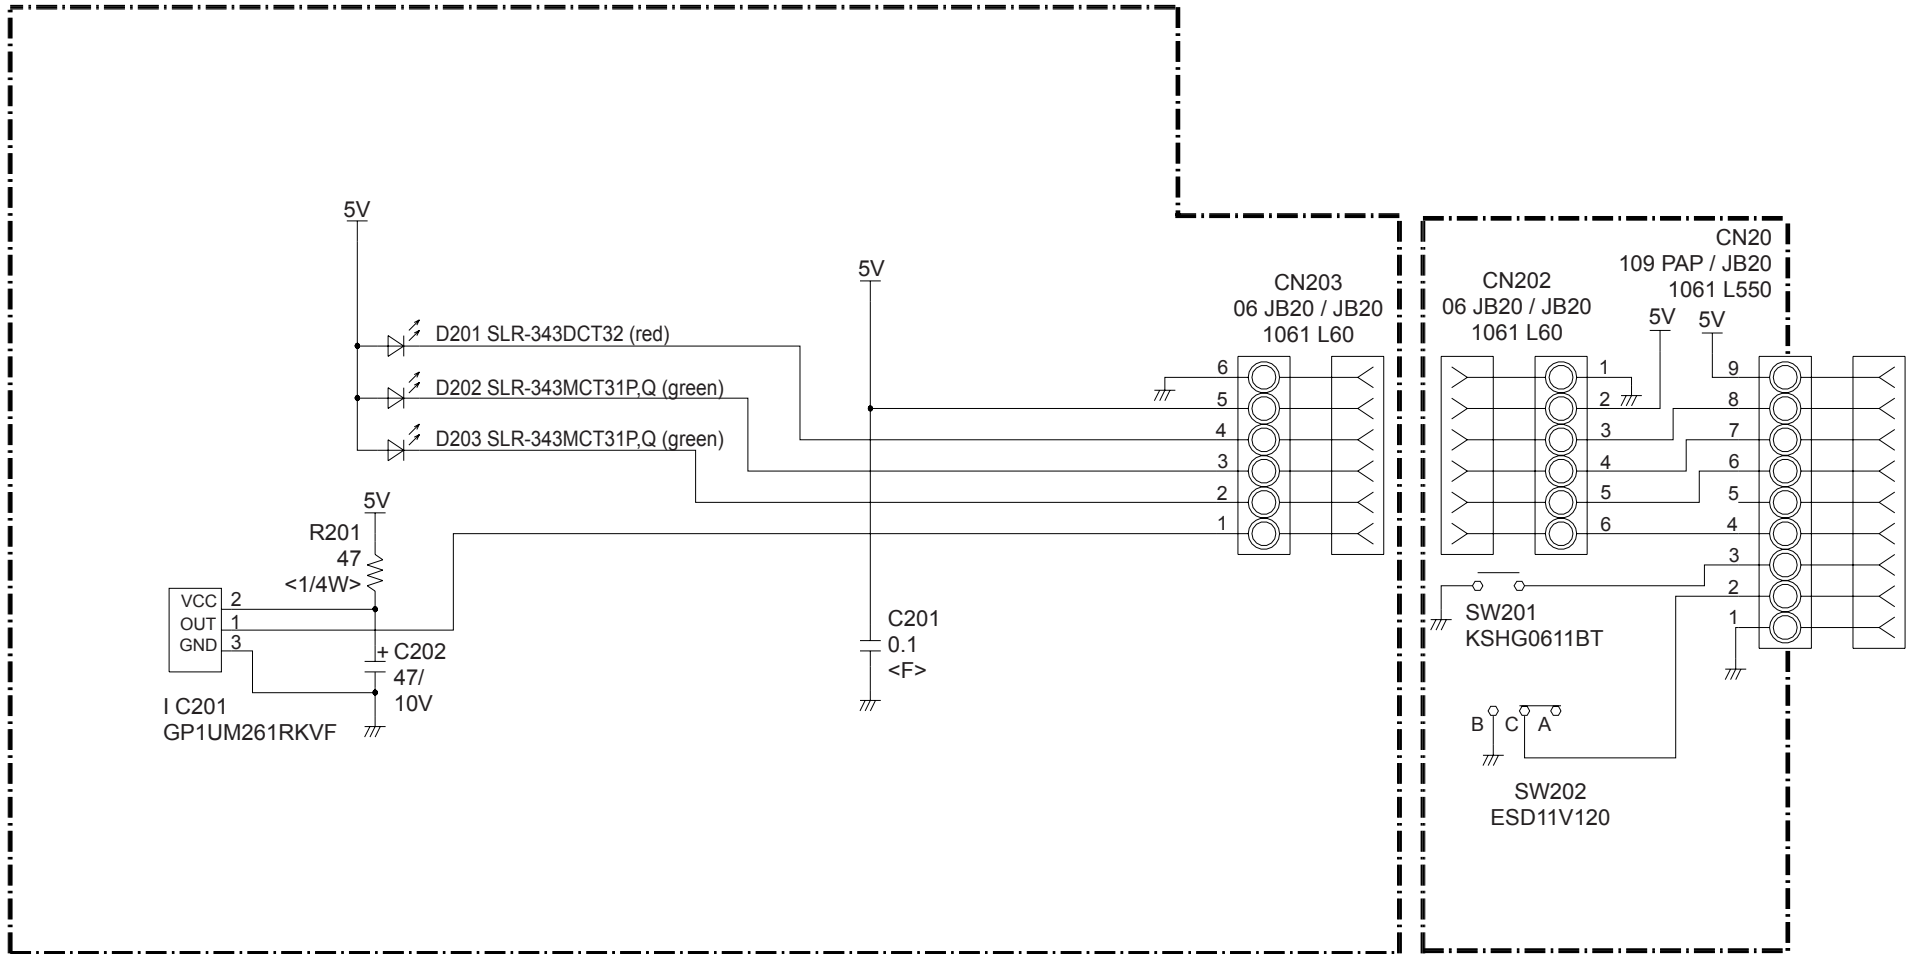 5V
D201 SLR-343DCT32 (red)
D202 SLR-343MCT31P,Q (green)
D203 SLR-343MCT31P,Q (green)
5V
R201
47
<1/4W>
VCC 2
OUT 1
GND 3
+ C202
47/
10V
I C201
GP1UM261RKVF
5V
C201
0.1
<F>
CN203
06 JB20 / JB20
1061 L60
6
5
4
3
2
1
CN202
06 JB20 / JB20
1061 L60
1
2
3
4
5
6
CN20
109 PAP / JB20
1061 L550
5V
5V
9
8
7
6
5
4
3
2
1
SW201
KSHG0611BT
B C A
SW202
ESD11V120